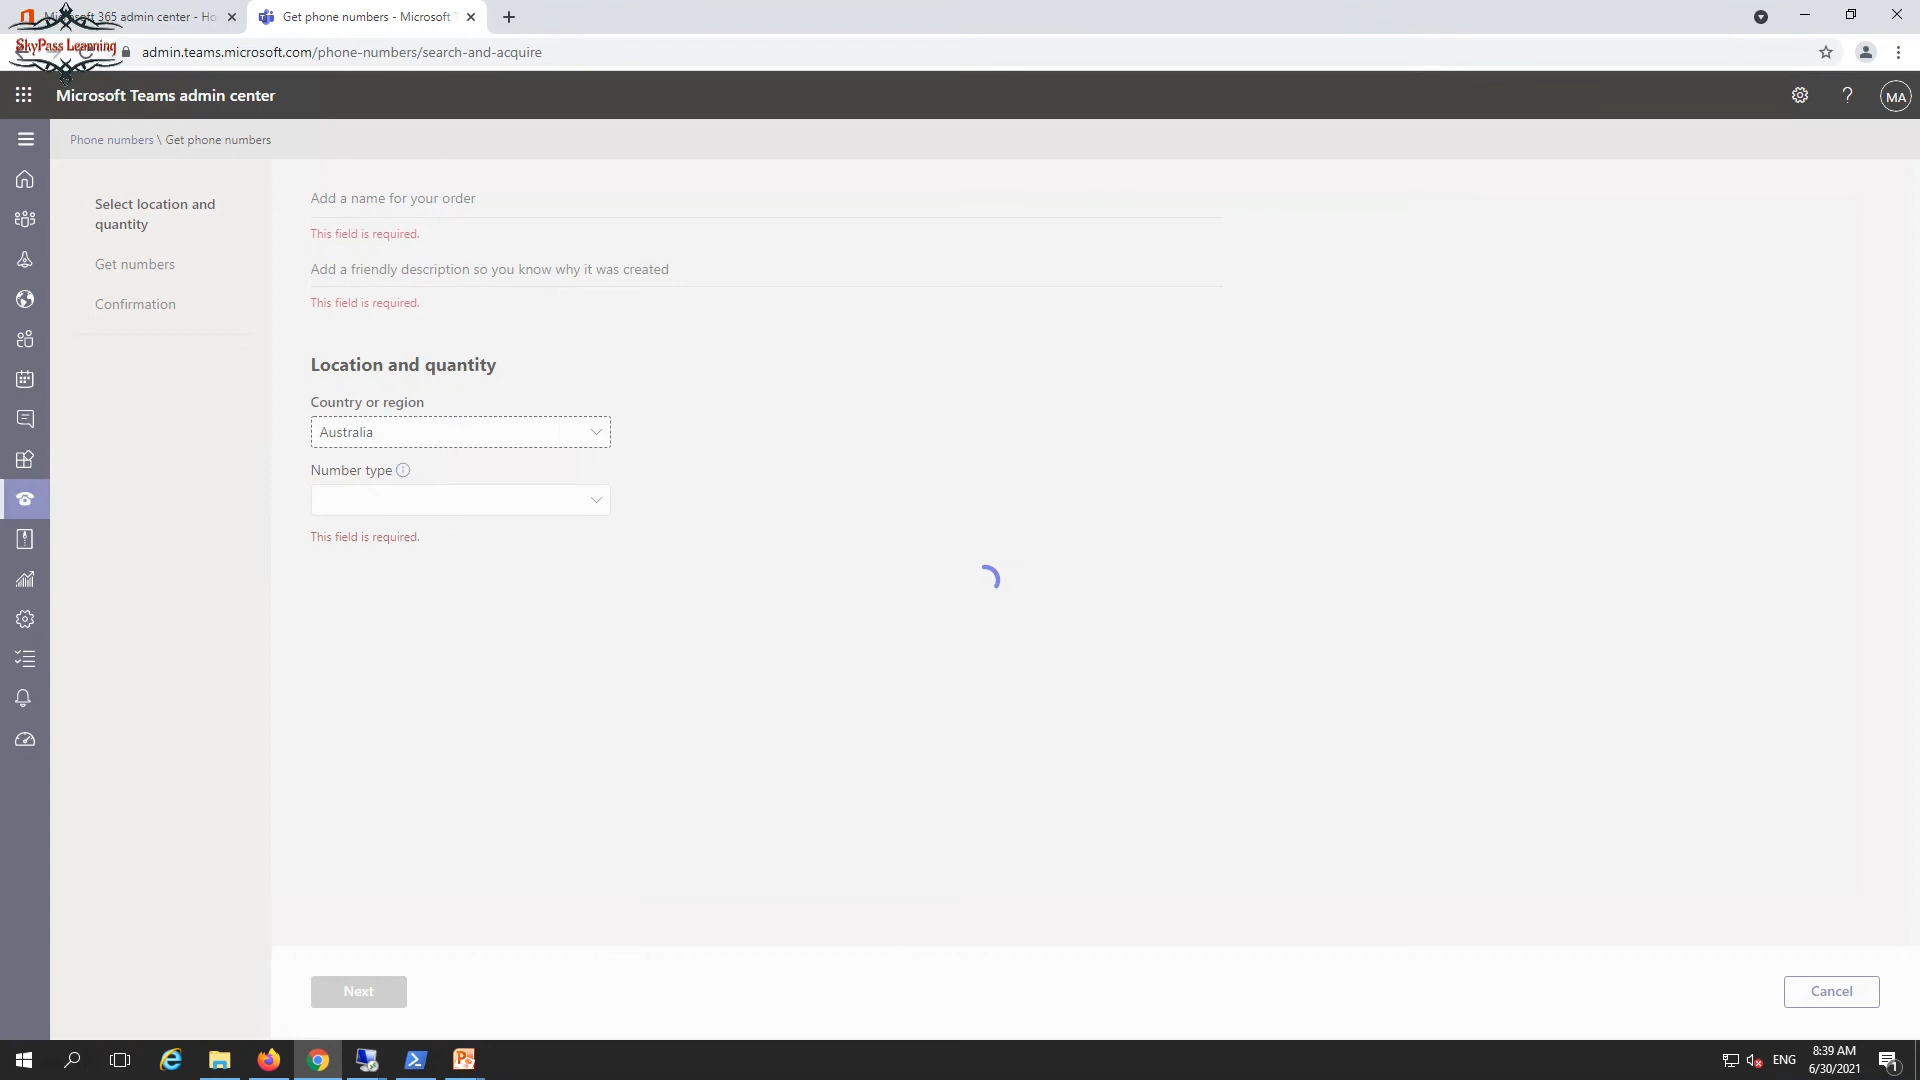 Microsoft 365 admin center - Ho
Get phone numbers - Microsoft T
SkyPass Learning
admin.teams.microsoft.com/phone-numbers/search-and-acquire
Microsoft Teams admin center
MA
Phone numbers \ Get phone numbers
Select location and
quantity
Get numbers
Confirmation
Add a name for your order
This field is required.
Add a friendly description so you know why it was created
This field is required.
Location and quantity
Country or region
Australia
Number type
This field is required.
Next
Cancel
ENG
8:39 AM
6/30/2021
1